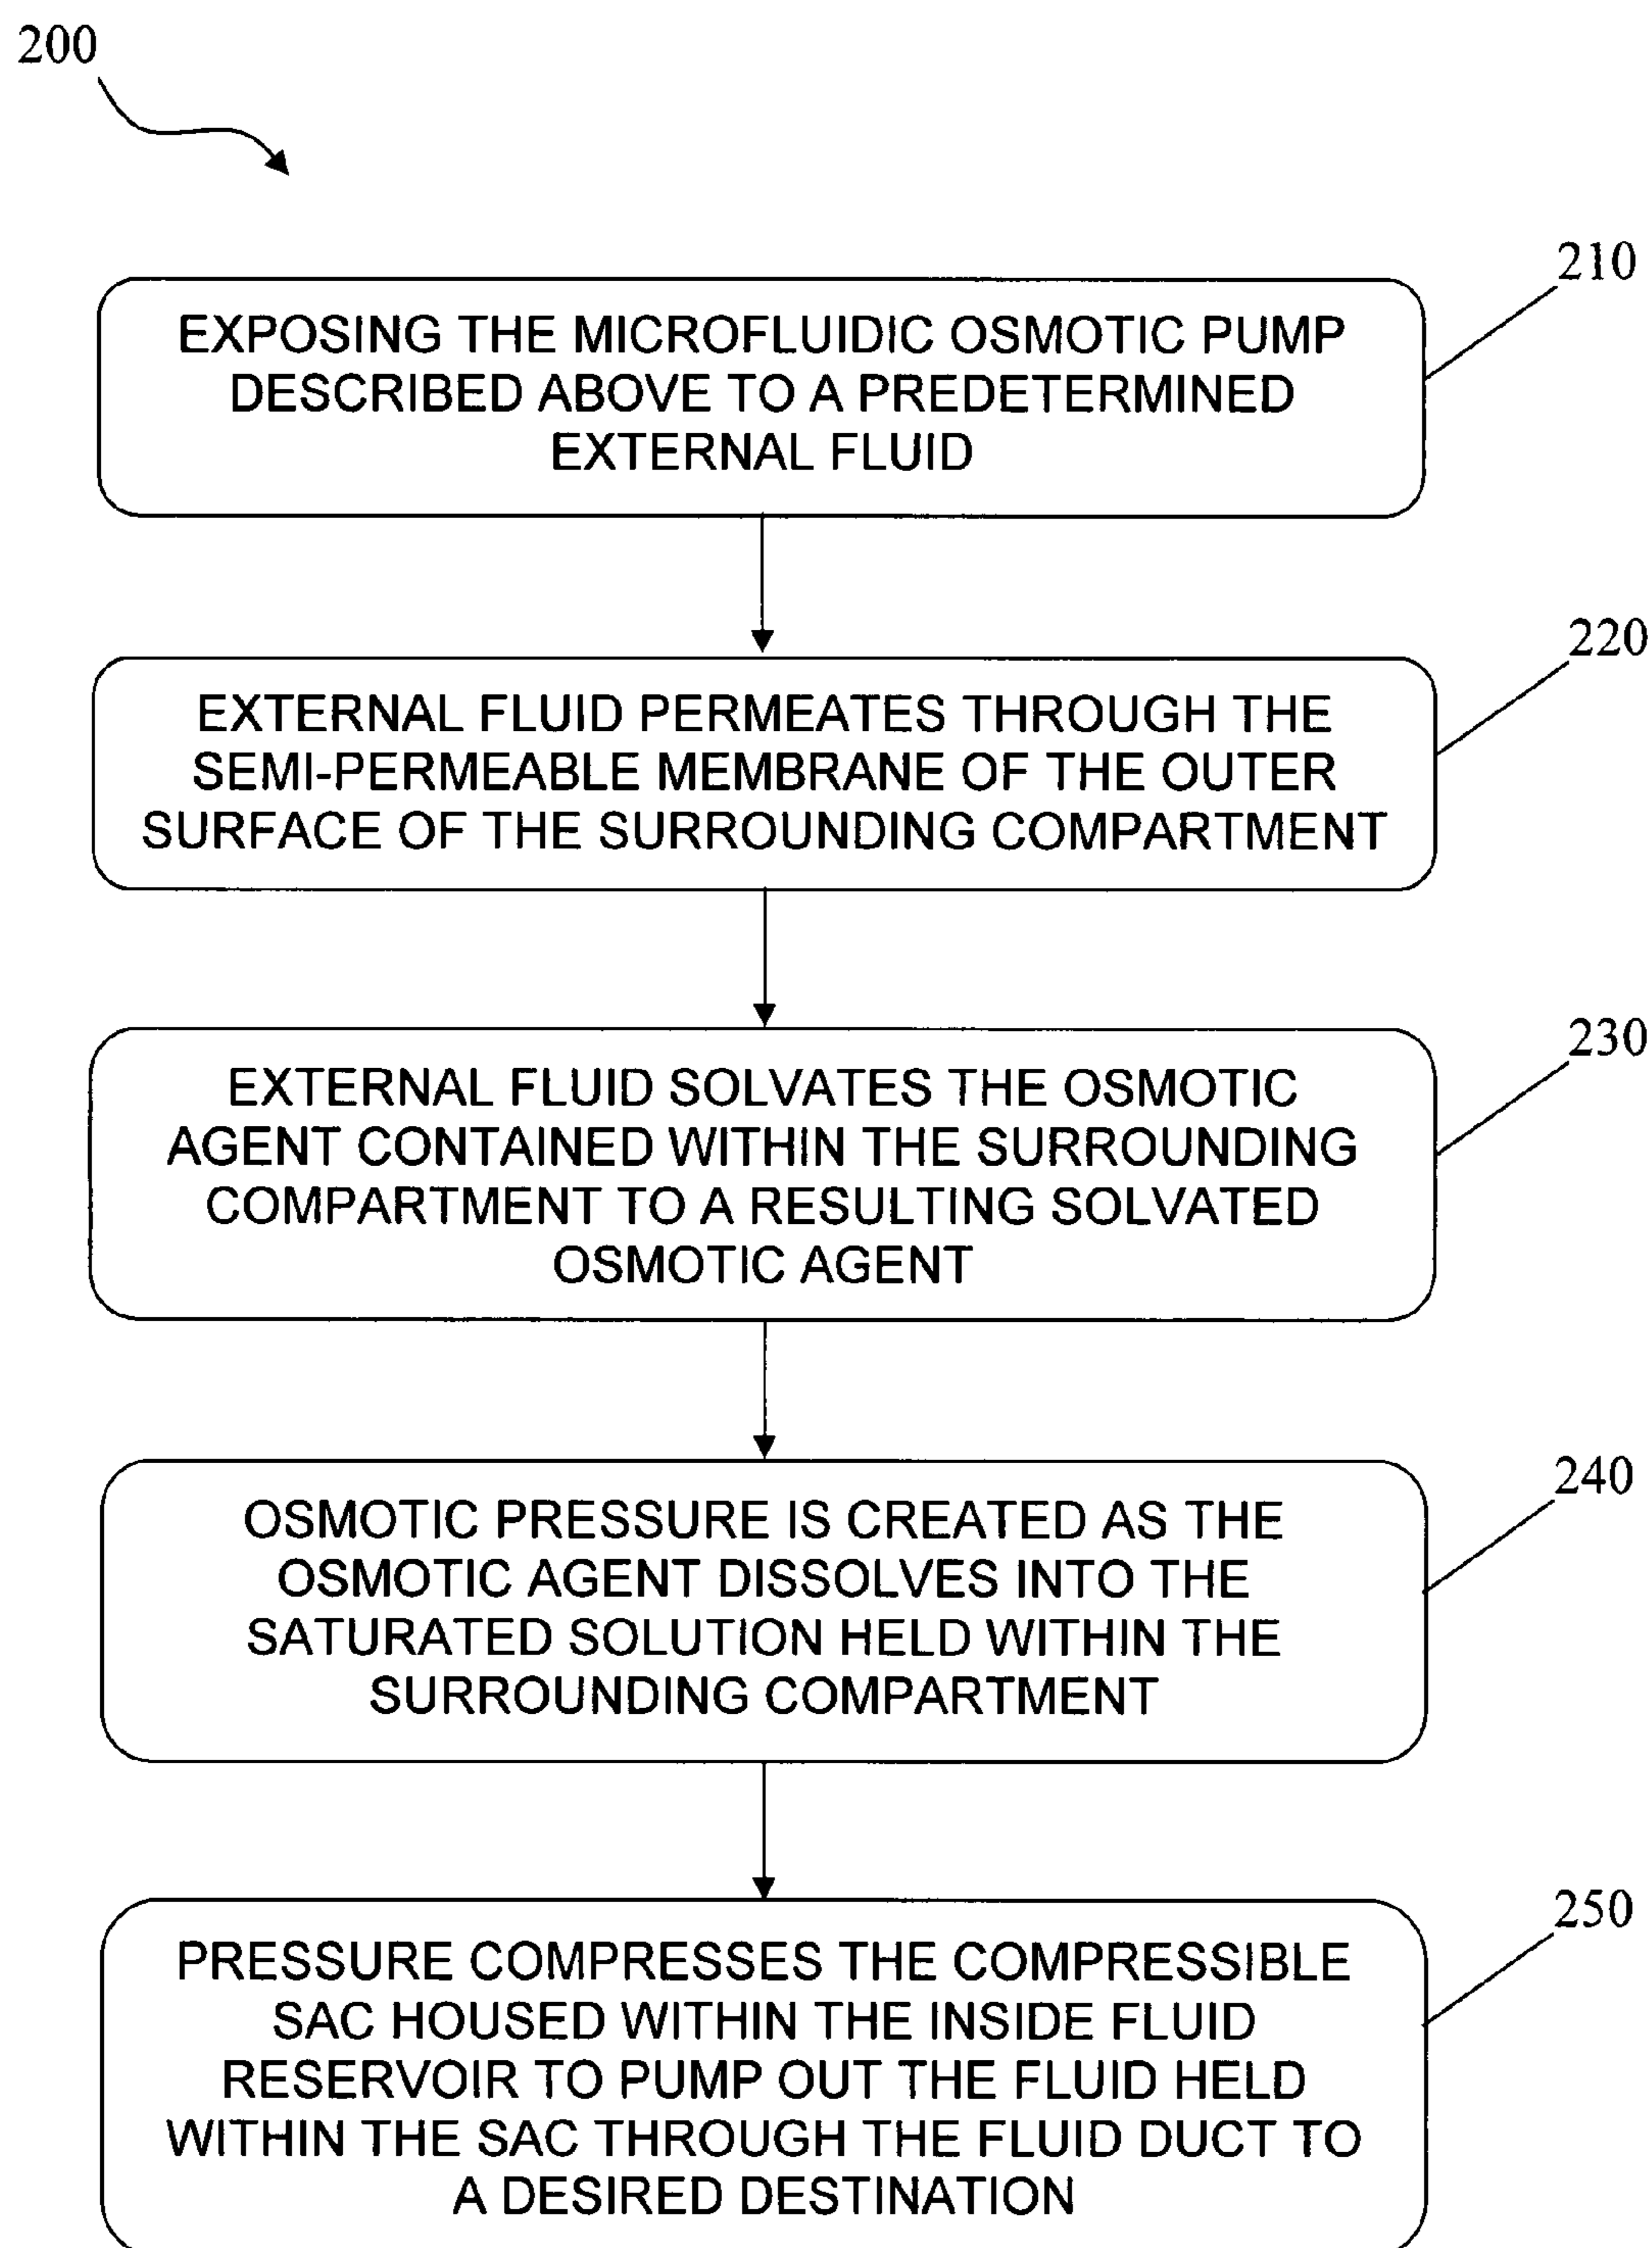 200
210
EXPOSING THE MICROFLUIDIC OSMOTIC PUMP
DESCRIBED ABOVE TO A PREDETERMINED
EXTERNAL FLUID
220
EXTERNAL FLUID PERMEATES THROUGH THE
SEMI-PERMEABLE MEMBRANE OF THE OUTER
SURFACE OF THE SURROUNDING COMPARTMENT
230
EXTERNAL FLUID SOLVATES THE OSMOTIC
AGENT CONTAINED WITHIN THE SURROUNDING
COMPARTMENT TO A RESULTING SOLVATED
OSMOTIC AGENT
240
OSMOTIC PRESSURE IS CREATED AS THE
OSMOTIC AGENT DISSOLVES INTO THE
SATURATED SOLUTION HELD WITHIN THE
SURROUNDING COMPARTMENT
250
PRESSURE COMPRESSES THE COMPRESSIBLE
SAC HOUSED WITHIN THE INSIDE FLUID
RESERVOIR TO PUMP OUT THE FLUID HELD
WITHIN THE SAC THROUGH THE FLUID DUCT TO
A DESIRED DESTINATION